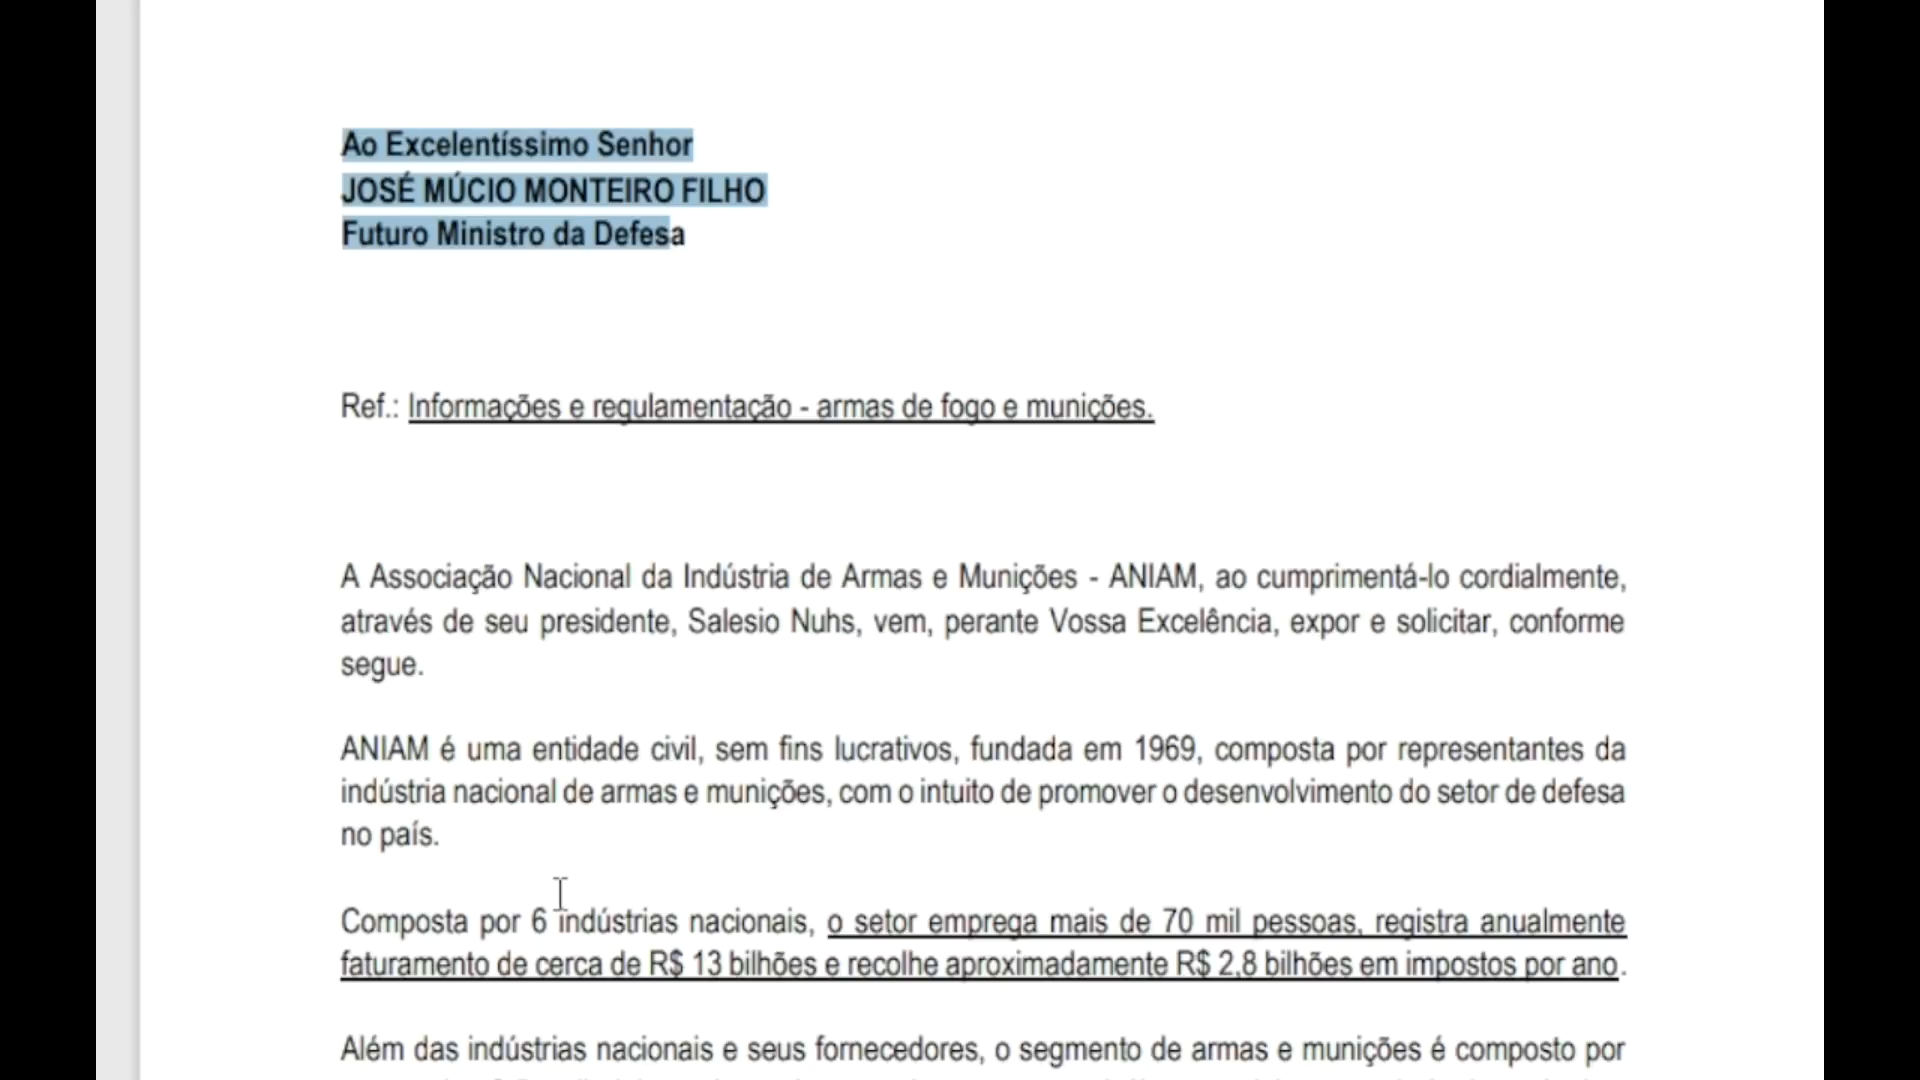 Ao Excelentíssimo Senhor
JOSÉ MÚCIO MONTEIRO FILHO
Futuro Ministro da Defesa
Ref.: Informações e regulamentação - armas de fogo e munições.
A Associação Nacional da Indústria de Armas e Munições - ANIAM, ao cumprimentá-lo cordialmente,
através de seu presidente, Salesio Nuhs, vem, perante Vossa Excelência, expor e solicitar, conforme
segue.
ANIAM é uma entidade civil, sem fins lucrativos, fundada em 1969, composta por representantes da
indústria nacional de armas e munições, com o intuito de promover o desenvolvimento do setor de defesa
no país.
Composta por 6 indústrias nacionais, o setor emprega mais de 70 mil pessoas, registra anualmente
faturamento de cerca de R$ 13 bilhões e recolhe aproximadamente R$ 2,8 bilhões em impostos por ano.
Além das indústrias nacionais e seus fornecedores, o segmento de armas e munições é composto por